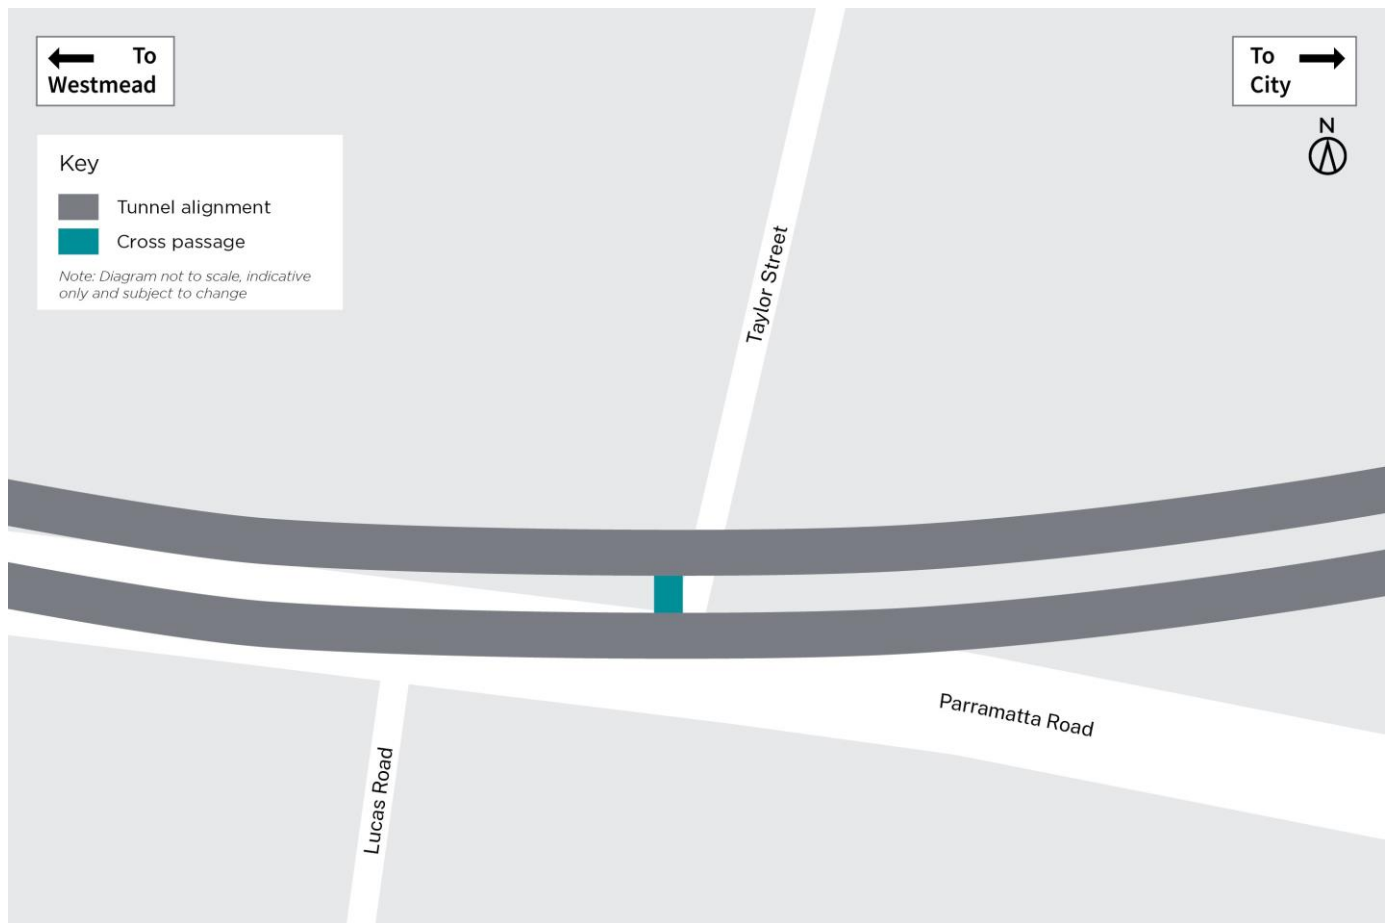 To
Westmead
To
City
N
Key
Tunnel alignment
Cross passage
Note: Diagram not to scale, indicative
only and subject to change
Taylor Street
Parramatta Road
Lucas Road